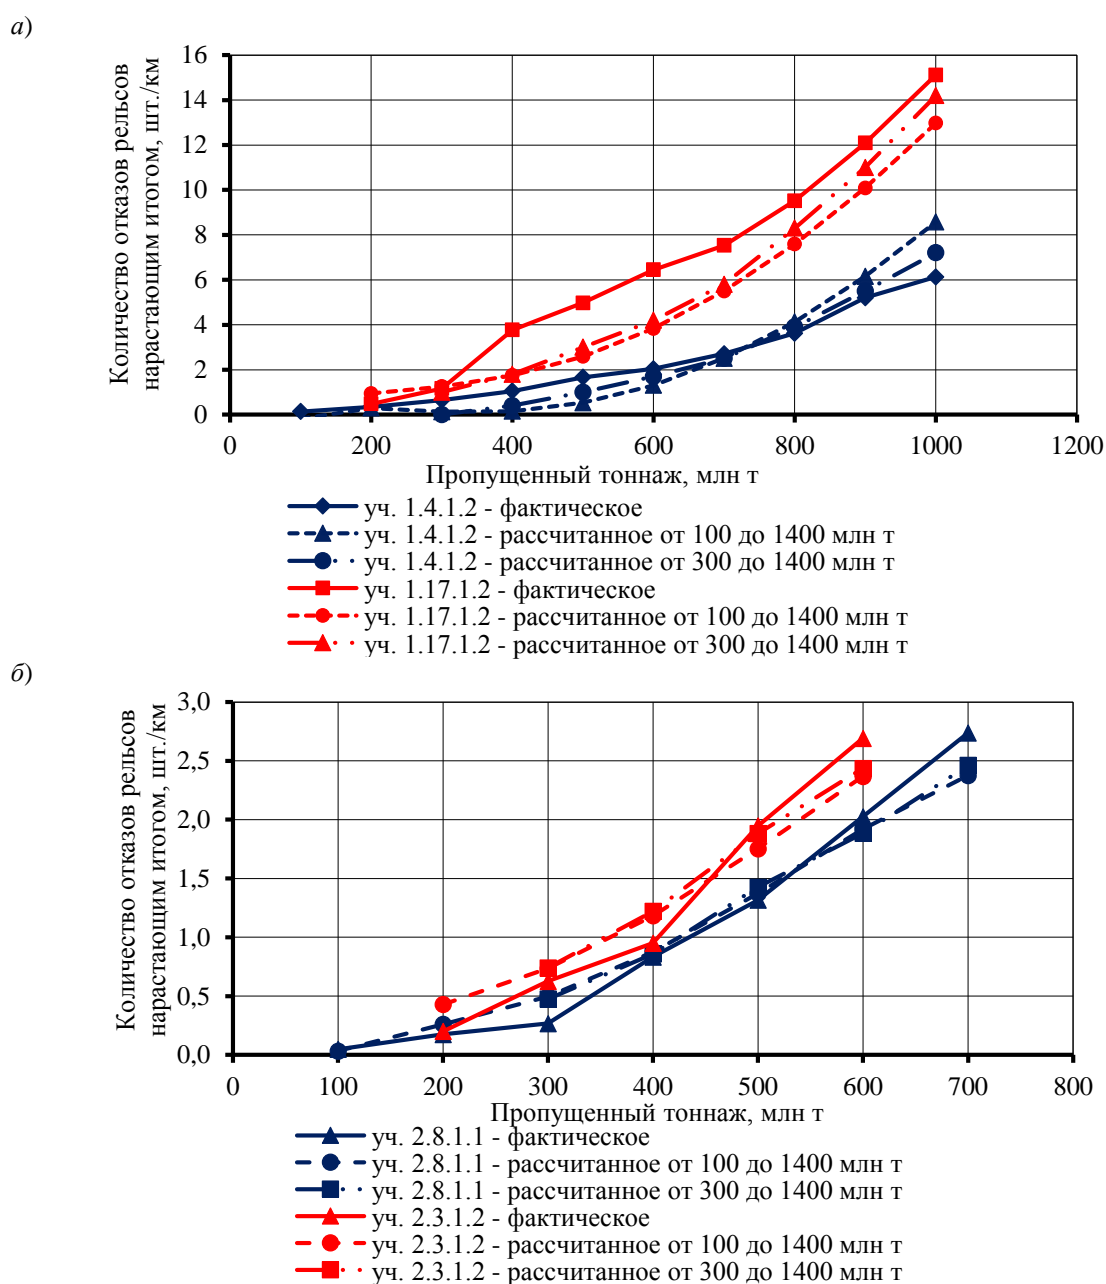 а)
Количество отказов рельсов
нарастающим итогом, шт./км
16
14
12
10
8
6
4
2
0
0 200 400 600 800 1000 1200
Пропущенный тоннаж, млн т
уч. 1.4.1.2 - фактическое
уч. 1.4.1.2 - рассчитанное от 100 до 1400 млн т
уч. 1.4.1.2 - рассчитанное от 300 до 1400 млн т
уч. 1.17.1.2 - фактическое
уч. 1.17.1.2 - рассчитанное от 100 до 1400 млн т
уч. 1.17.1.2 - рассчитанное от 300 до 1400 млн т
б)
Количество отказов рельсов
нарастающим итогом, шт./км
3,0
2,5
2,0
1,5
1,0
0,5
0,0
0 100 200 300 400 500 600 700 800
Пропущенный тоннаж, млн т
уч. 2.8.1.1 - фактическое
уч. 2.8.1.1 - рассчитанное от 100 до 1400 млн т
уч. 2.8.1.1 - рассчитанное от 300 до 1400 млн т
уч. 2.3.1.2 - фактическое
уч. 2.3.1.2 - рассчитанное от 100 до 1400 млн т
уч. 2.3.1.2 - рассчитанное от 300 до 1400 млн т